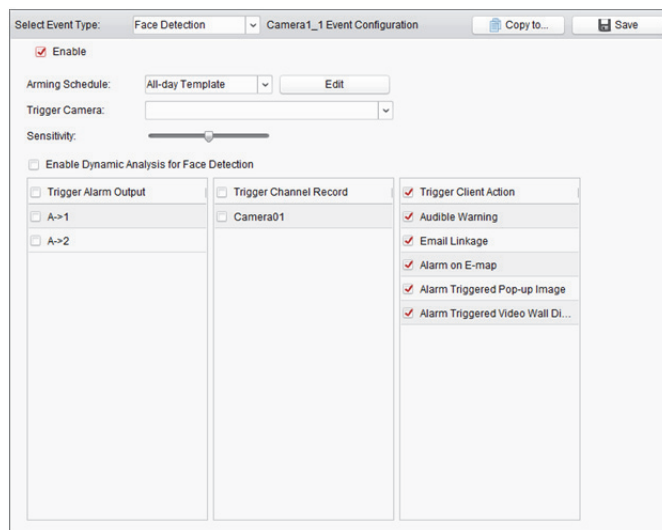 Select Event Type: Face Detection Camera1_1 Event Configuration Copy to... Save
Enable
Arming Schedule: All-day Template Edit
Trigger Camera:
Sensitivity:
Enable Dynamic Analysis for Face Detection
Trigger Alarm Output Trigger Channel Record Trigger Client Action
A->1 Camera01 Audible Warning
A->2 Email Linkage
Alarm on E-map
Alarm Triggered Pop-up Image
Alarm Triggered Video Wall Di...